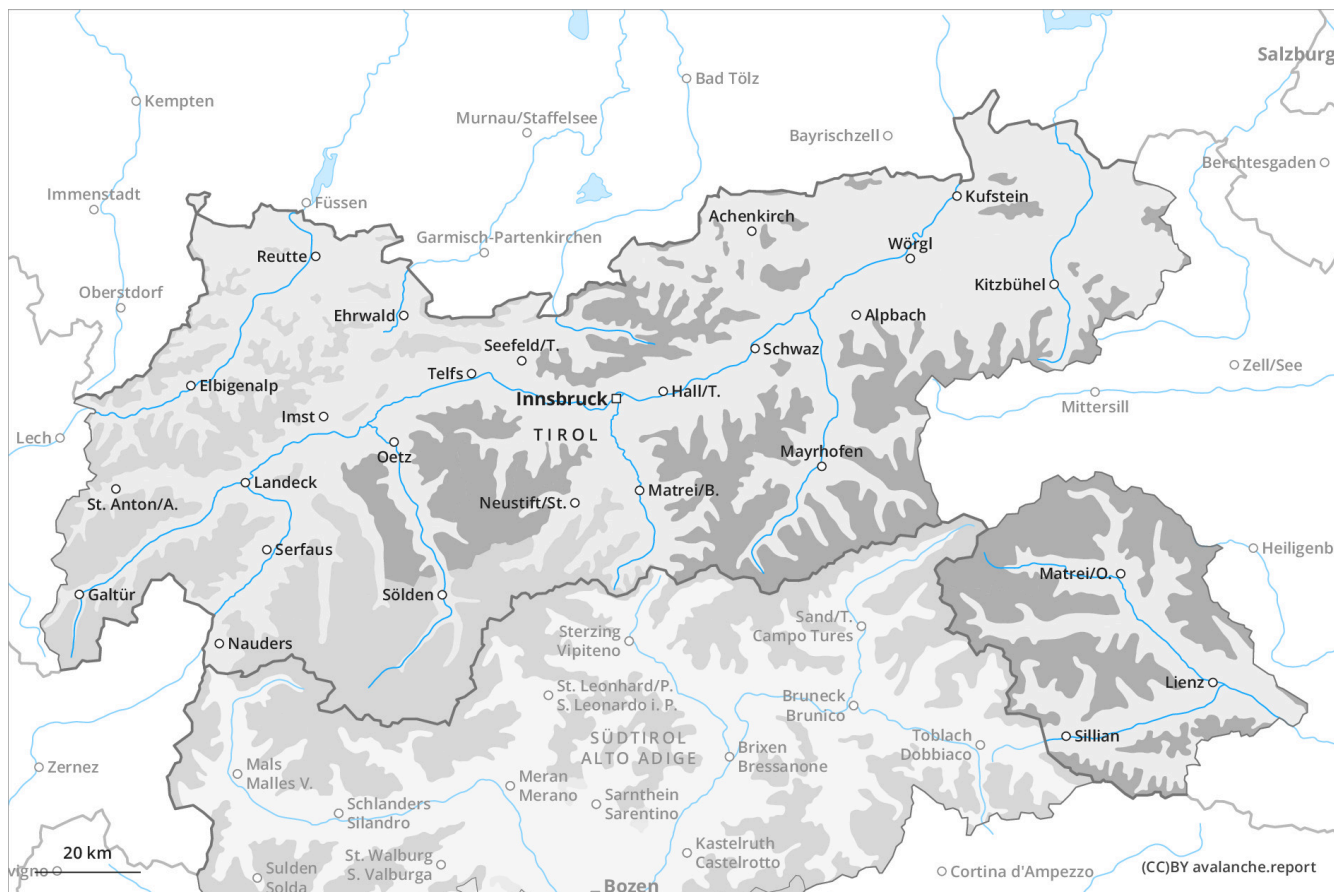 Salzburg
Kempten
Bad Tölz
Murnau/Staffelsee
Bayrischzell
Berchtesgaden
Immenstadt
Füssen
Kufstein
Achenkirch
Garmisch-Partenkirchen
Wörgl
Reutte
Oberstdorf
Kitzbühel
Ehrwald
Alpbach
Seefeld/T.
Schwaz
Telfs
Zell/See
Elbigenalp
Innsbruck
Hall/T.
Mittersill
Imst
Lech
TIROL
Oetz
Mayrhofen
Landeck
St. Anton/A.
Neustift/St.
Matrei/B.
Serfaus
Heiligenb
Matrei/O.
Galtür
Sölden
Sand/T.
Campo Tures
Sterzing
Vipiteno
Nauders
Lienz
St. Leonhard/P.
S. Leonardo i. P.
Bruneck
Brunico
Sillian
SÜDTIROL
ALTO ADIGE
Toblach
Dobbiaco
Brixen
Bressanone
Zernez
Mals
Malles V.
Meran
Merano
Schlanders
Silandro
Sarnthein
Sarentino
20 km
Kastelruth
Castelrotto
St. Walburg
S. Valburga
vigno
Sulden
Solda
Cortina d'Ampezzo
(CC)BY avalanche.report
Bozen